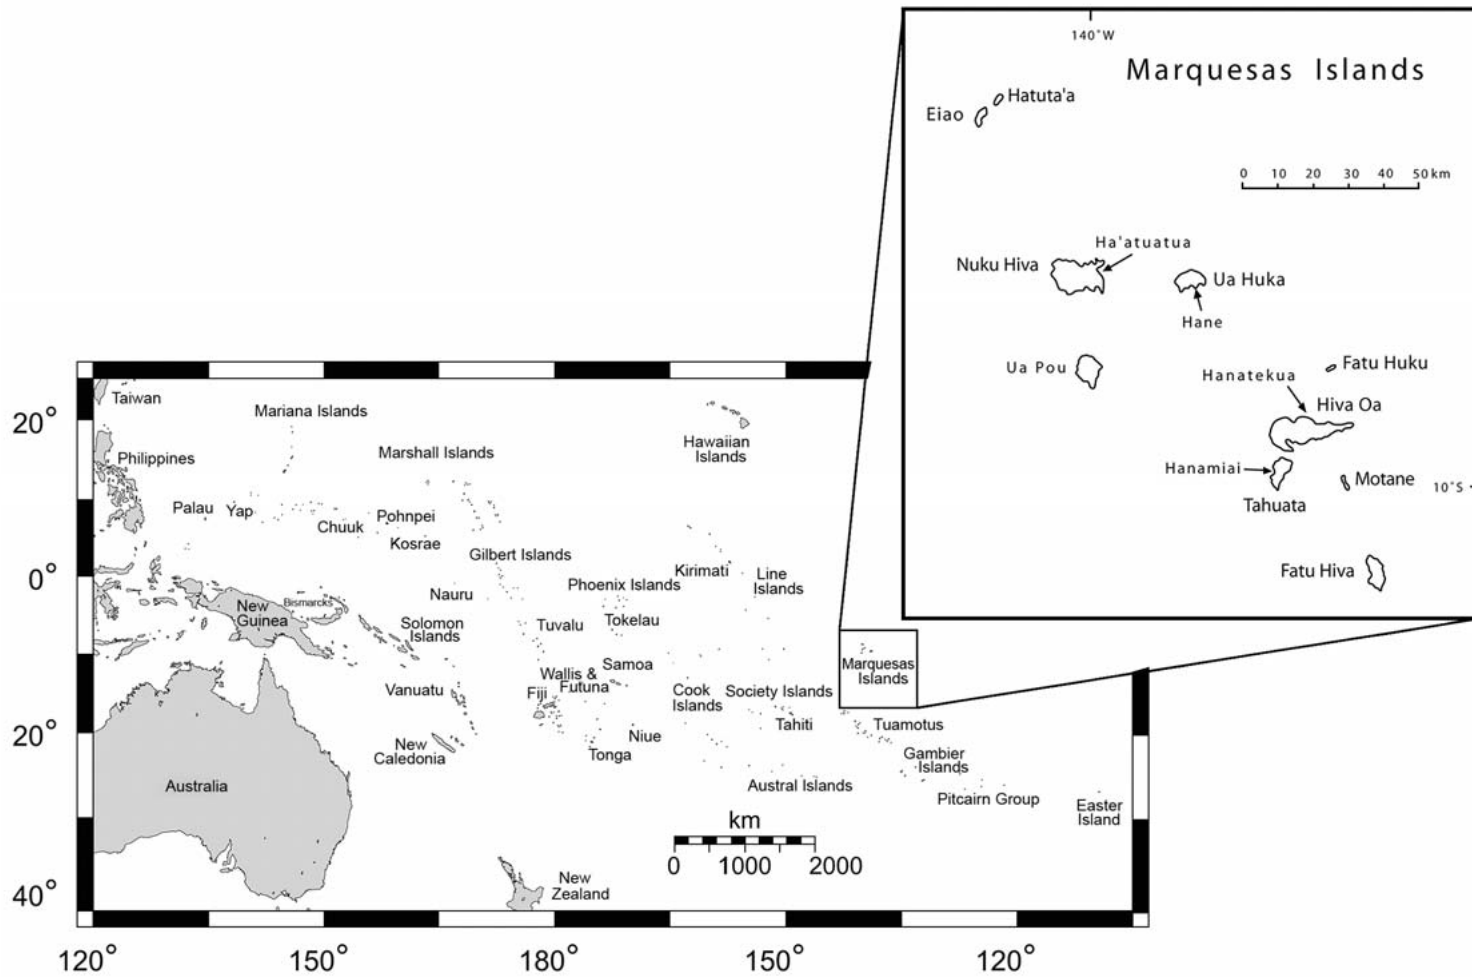 140°W
Marquesas Islands
Hatuta'a
Eiao
0 10 20 30 40 50 km
Ha'atuatua
Nuku Hiva
Ua Huka
Hane
Ua Pou
Fatu Huku
Hanatekua
Hiva Oa
Hanamiai
Motane
10°S
Tahuata
Fatu Hiva
20°
0°
20°
40°
Taiwan
Mariana Islands
Hawaiian
Islands
Philippines
Marshall Islands
Palau
Yap
Chuuk
Pohnpei
Kosrae
Gilbert Islands
Kirimati
Line
Islands
Phoenix Islands
Nauru
New
Guinea
Bismarcks
Solomon
Islands
Tuvalu
Tokelau
Samoa
Marquesas
Islands
Wallis &
Futuna
Fiji
Vanuatu
Cook
Islands
Society Islands
Tahiti
Tuamotus
New
Caledonia
Niue
Tonga
Gambier
Islands
Australia
Austral Islands
Pitcairn Group
Easter
Island
km
0 1000 2000
New
Zealand
120° 150° 180° 150° 120°